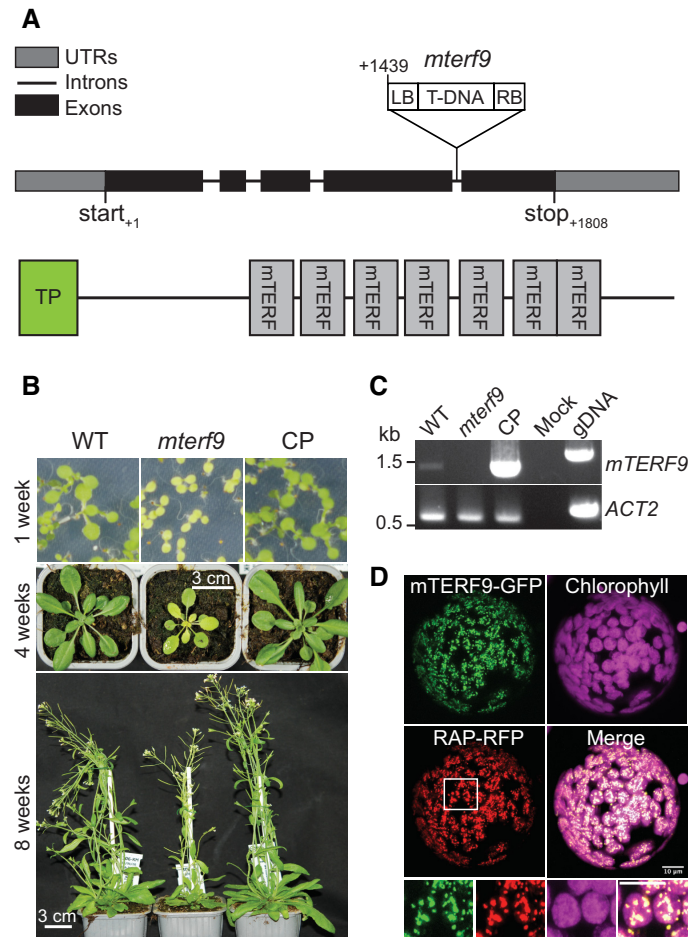 A
UTRs
Introns
Exons
+1439
mterf9
LB T-DNA RB
start+1
stop+1808
TP
mTERF
mTERF
mTERF
mTERF
mTERF
mTERF
mTERF
B
WT mterf9 CP
1 week
4 weeks
3 cm
8 weeks
3 cm
C
kb
WT
mterf9
CP
Mock
gDNA
1.5
mTERF9
0.5
ACT2
D
mTERF9-GFP
Chlorophyll
RAP-RFP
Merge
10 µm